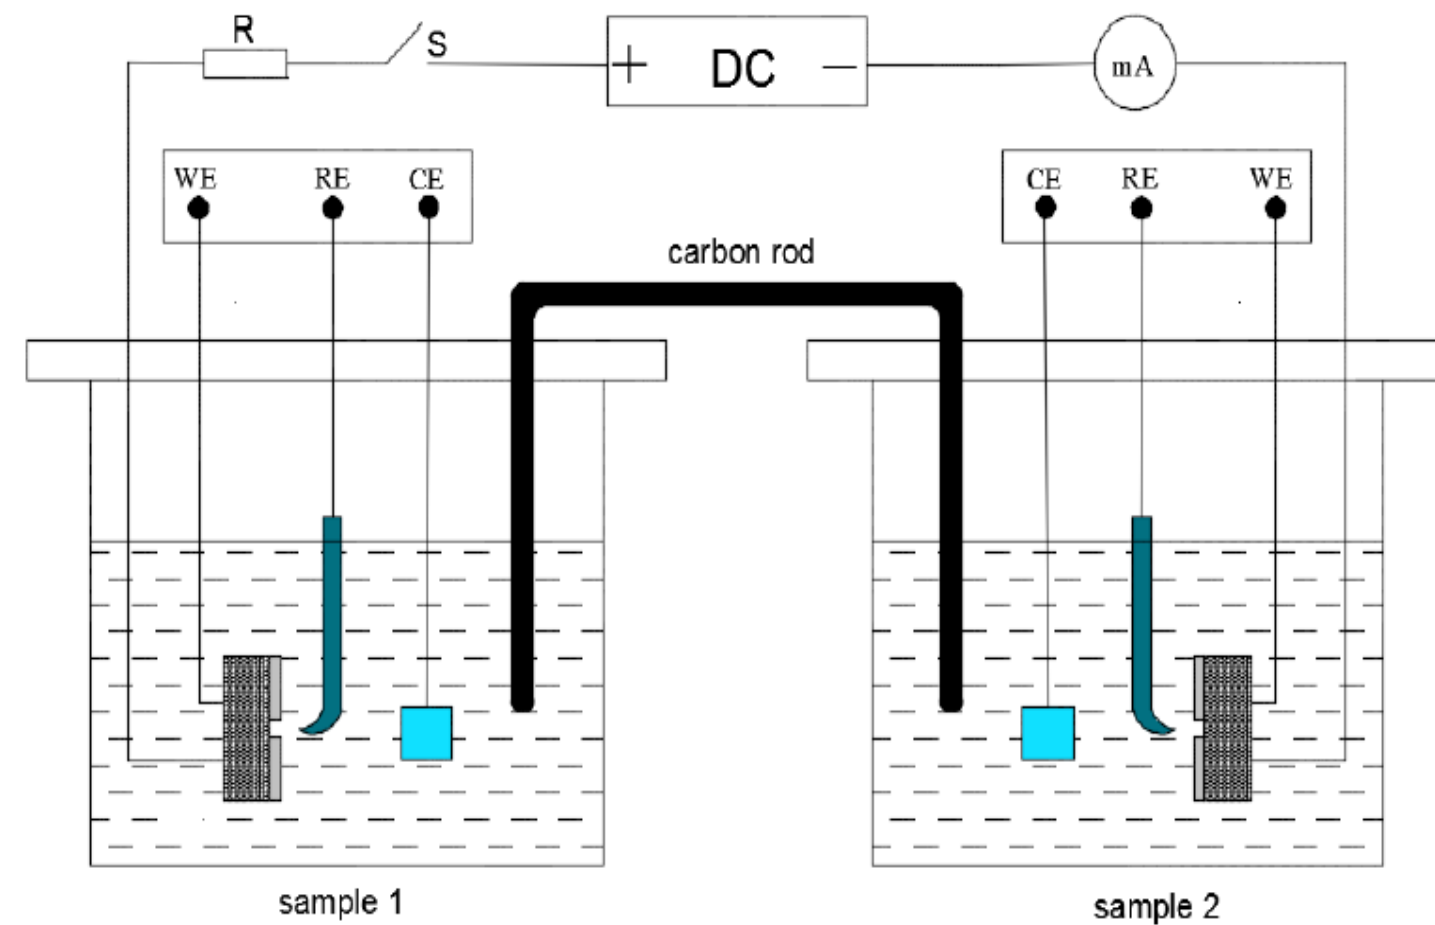 R
S
+ DC − mA
WE RE CE
CE RE WE
carbon rod
sample 1
sample 2